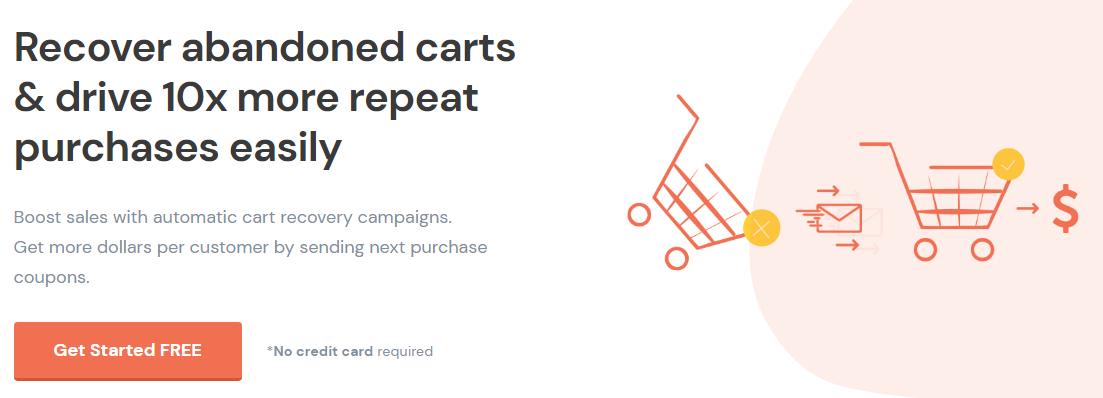 Recover abandoned carts
& drive 10x more repeat
purchases easily
Boost sales with automatic cart recovery campaigns.
Get more dollars per customer by sending next purchase
coupons.
Get Started FREE
*No credit card required
$